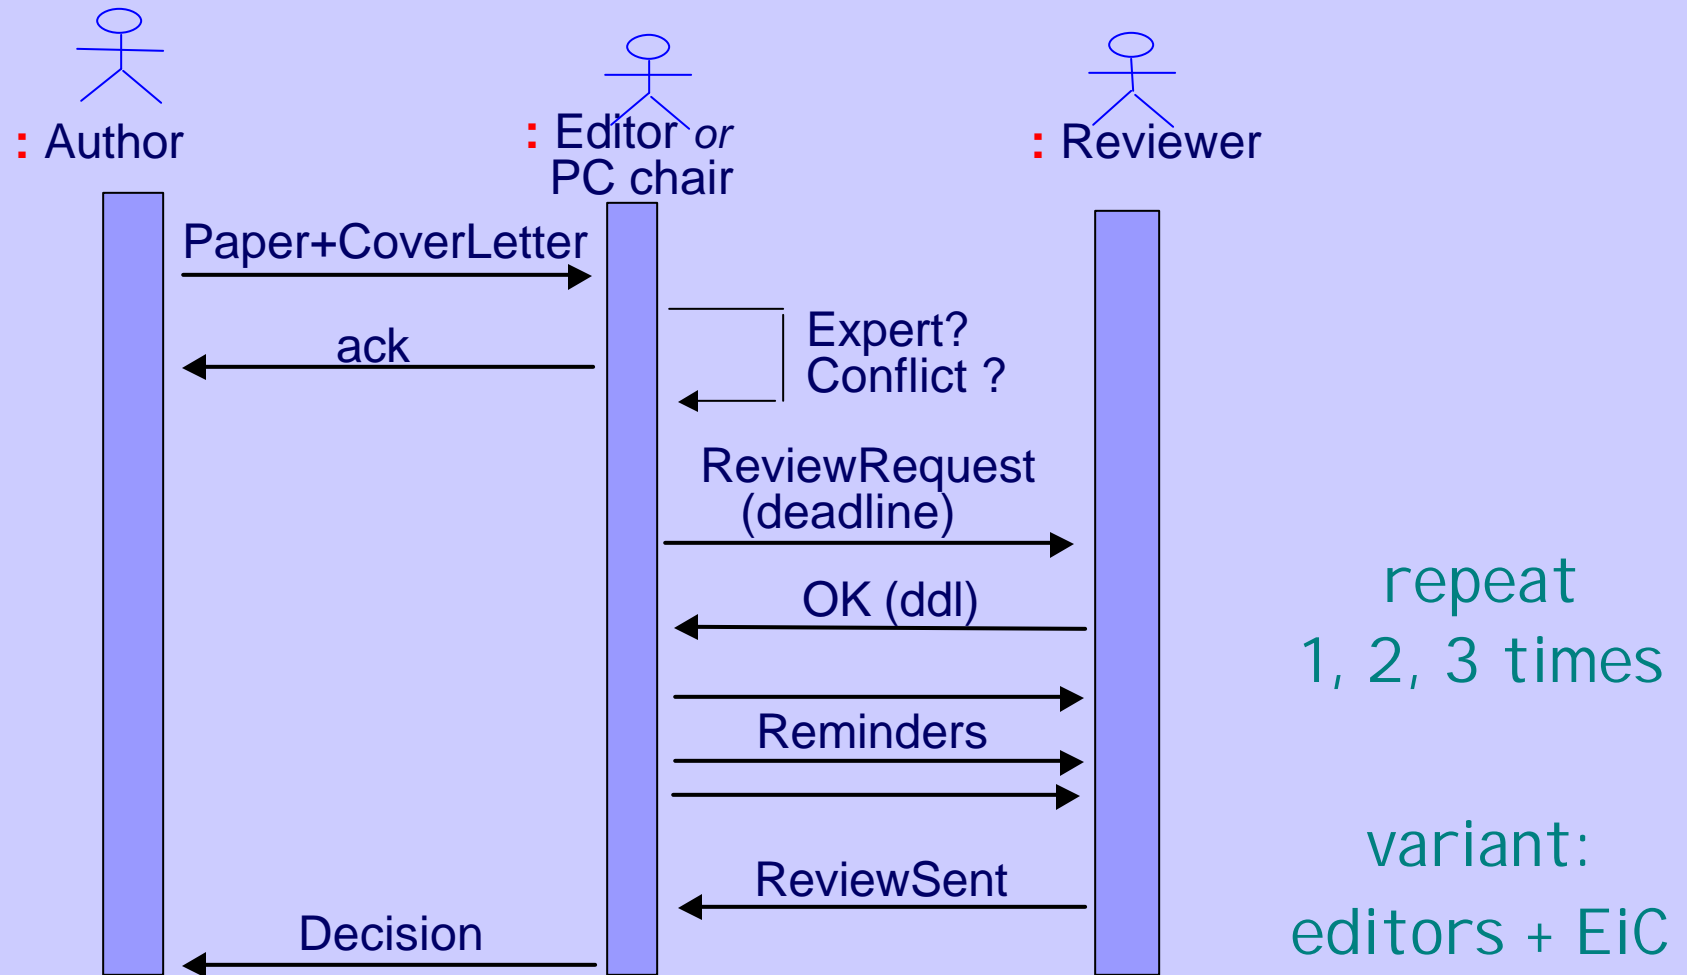 : Author
: Editor or
PC chair
: Reviewer
Paper+CoverLetter
Expert?
Conflict ?
ack
ReviewRequest
(deadline)
OK (ddl)
Reminders
ReviewSent
Decision
repeat
1, 2, 3 times
variant:
editors + EiC